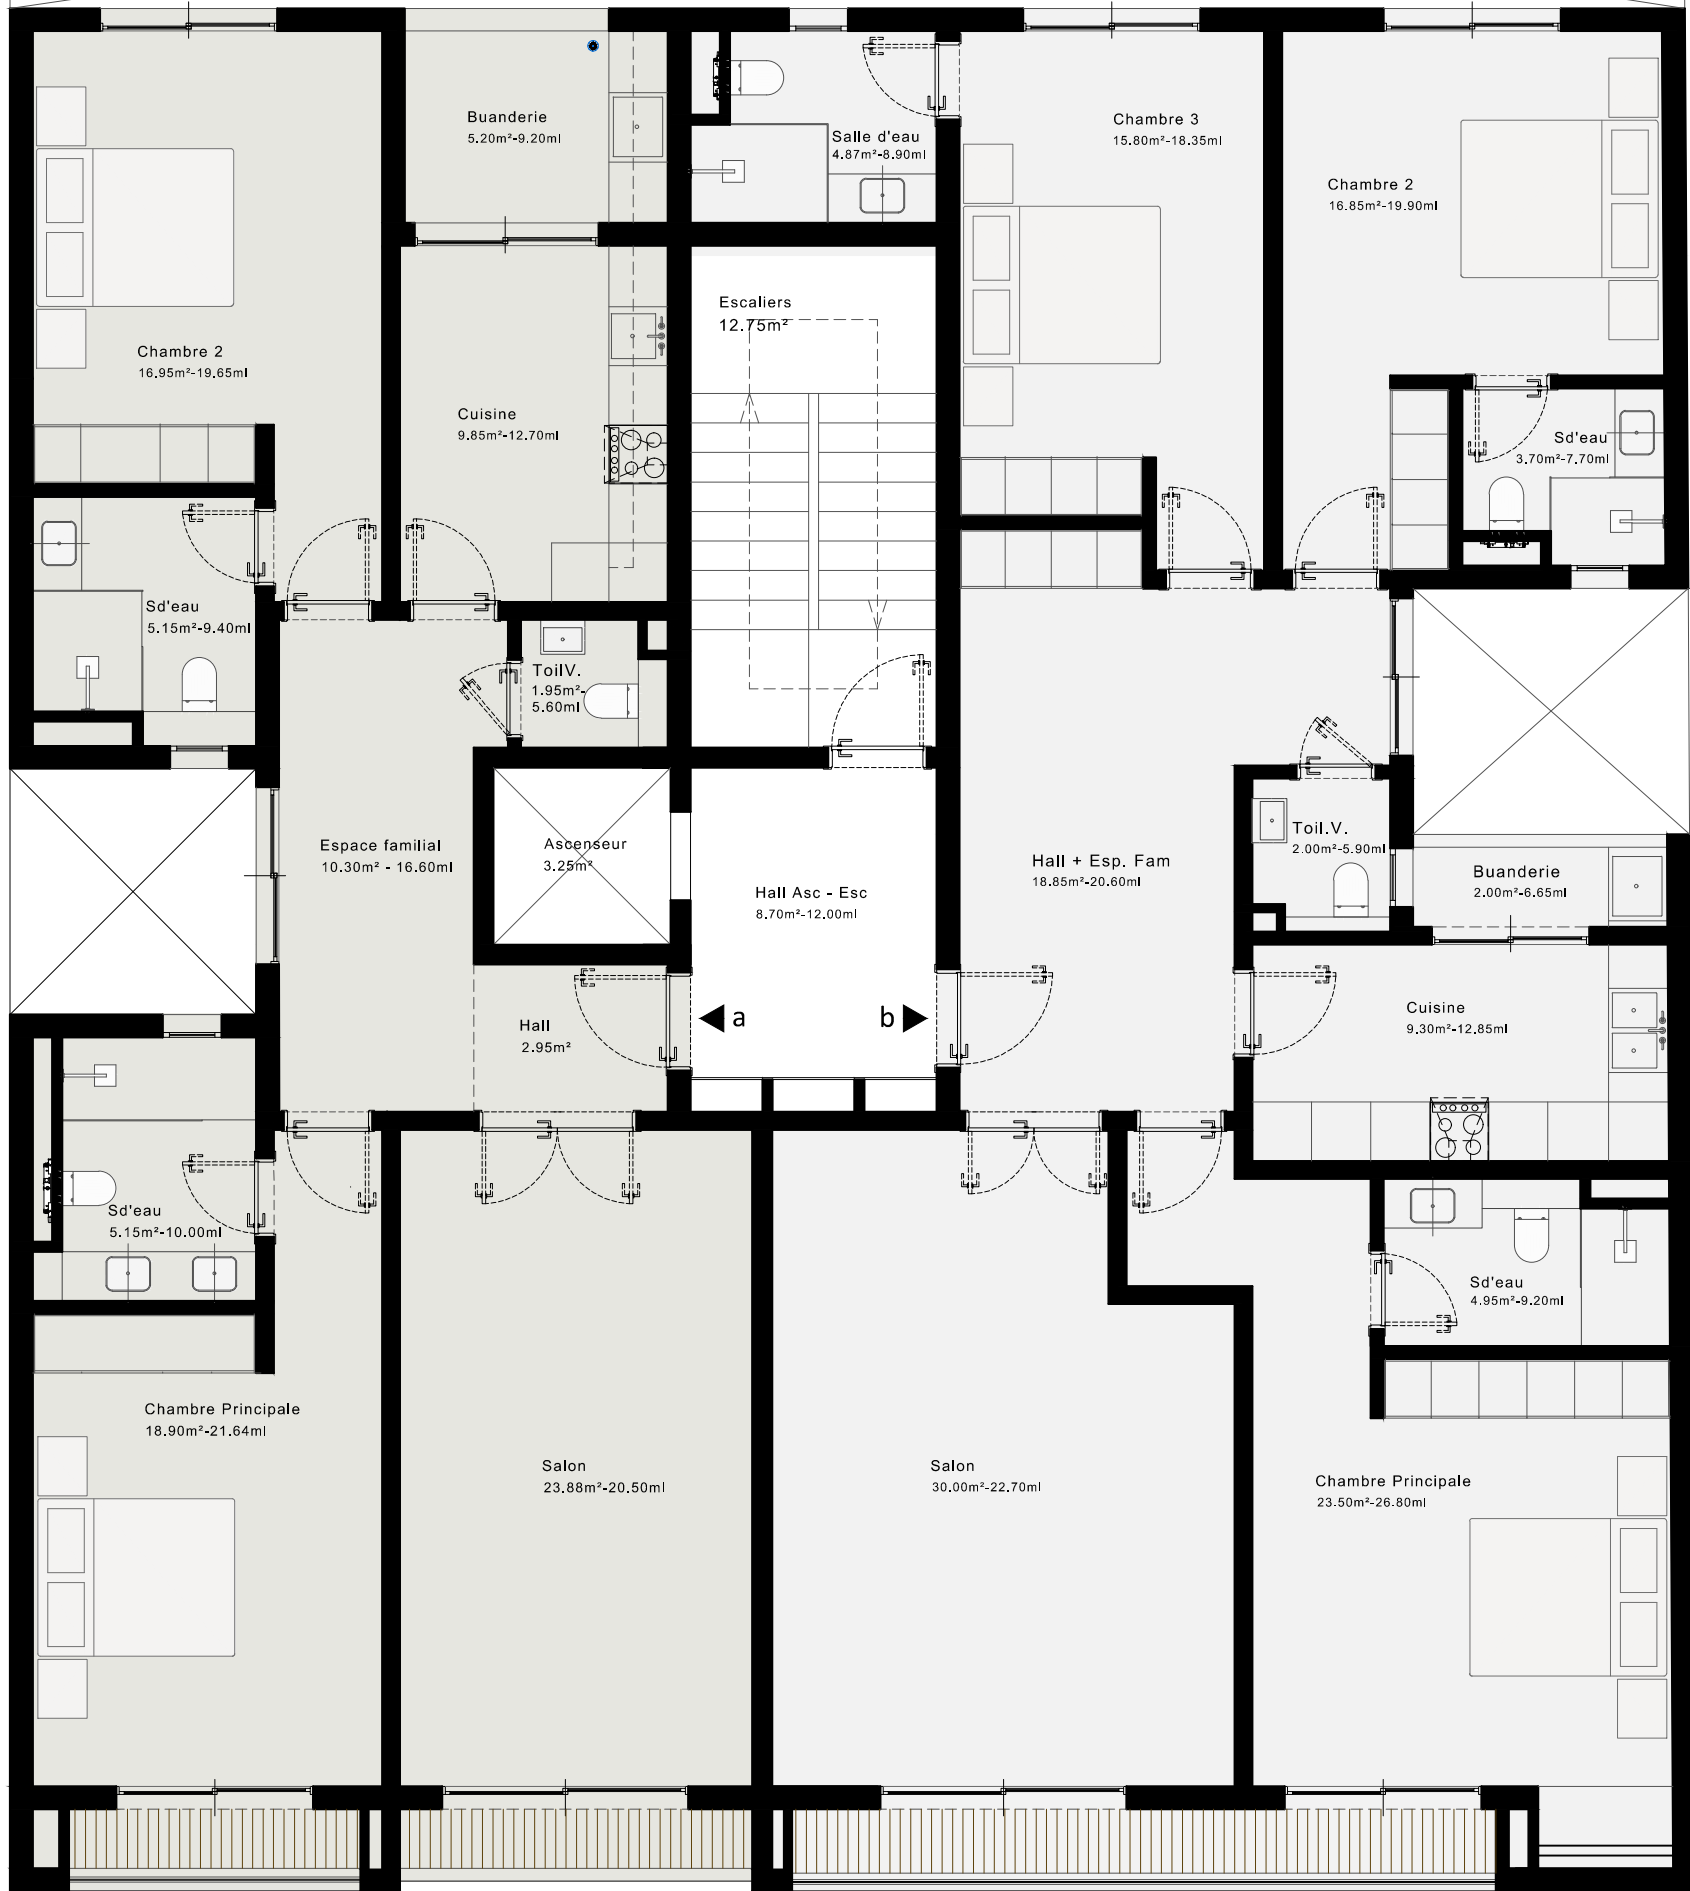 Buanderie
5.20m²-9.20ml
Salle d'eau
4.87m²-8.90ml
Chambre 3
15.80m²-18.35ml
Chambre 2
16.85m²-19.90ml
Escaliers
12.75m²
Chambre 2
16.95m²-19.65ml
Cuisine
9.85m²-12.70ml
Sd'eau
3.70m²-7.70ml
Sd'eau
5.15m²-9.40ml
ToilV.
1.95m²-
5.60ml
Espace familial
10.30m² - 16.60ml
Ascenseur
3.25m²
Hall Asc - Esc
8.70m²-12.00ml
Hall + Esp. Fam
18.85m²-20.60ml
Toil.V.
2.00m²-5.90ml
Buanderie
2.00m²-6.65ml
Hall
2.95m²
a
b
Cuisine
9.30m²-12.85ml
Sd'eau
5.15m²-10.00ml
Sd'eau
4.95m²-9.20ml
Chambre Principale
18.90m²-21.64ml
Salon
23.88m²-20.50ml
Salon
30.00m²-22.70ml
Chambre Principale
23.50m²-26.80ml